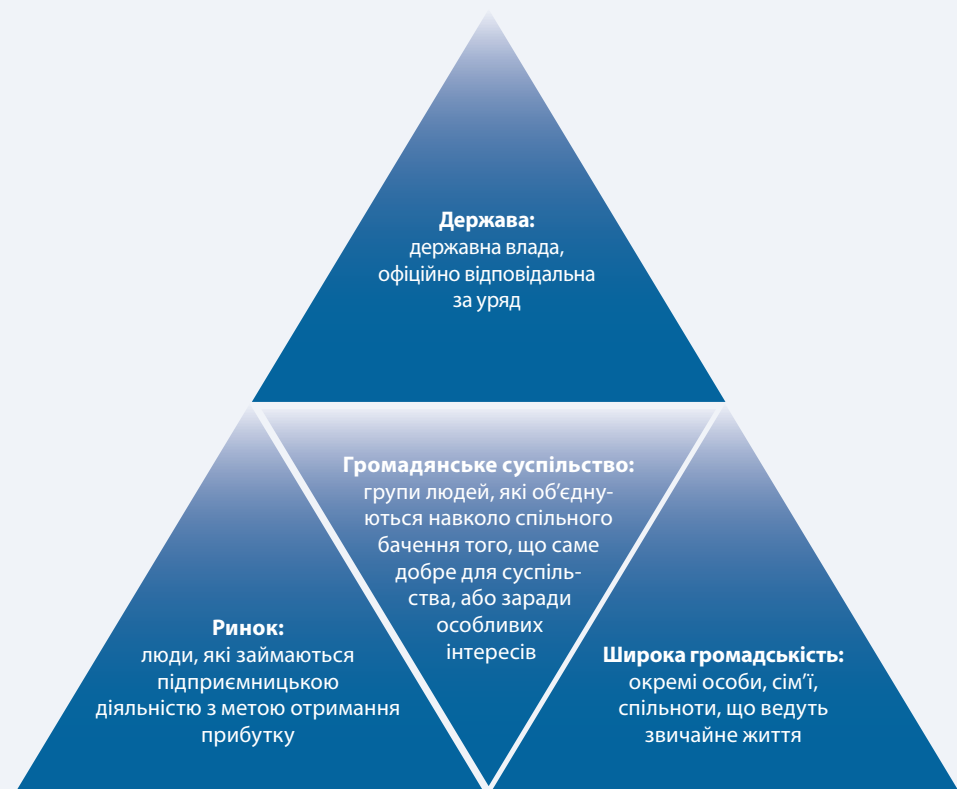 Держава:
державна влада,
офіційно відповідальна
за уряд
Громадянське суспільство:
групи людей, які об’єдну-
ються навколо спільного
бачення того, що саме
добре для суспіль-
ства, або заради
особливих
інтересів
Ринок:
люди, які займаються
підприємницькою
діяльністю з метою отримання
прибутку
Широка громадськість:
окремі особи, сім’ї,
спільноти, що ведуть
звичайне життя